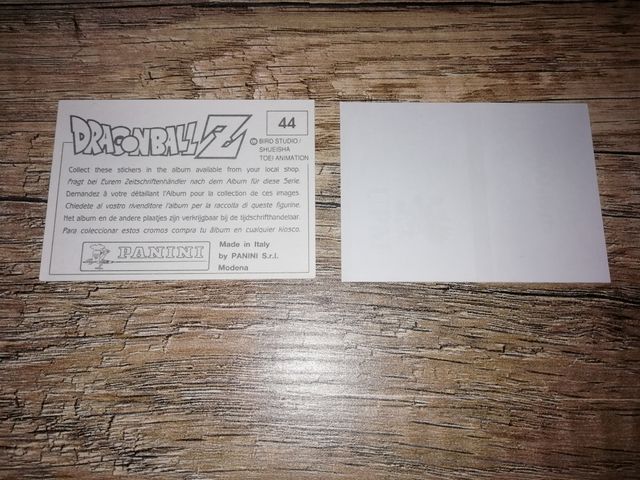 DRAGONBALL Z
44
© BIRD STUDIO /
SHUEISHA
TOEI ANIMATION
Collect these stickers in the album available from your local shop.
Fragt bei Eurem Zeitschriftenhändler nach dem Album für diese Serie.
Demandez à votre détaillant l'Album pour la collection de ces images.
Chiedete al vostro rivenditore l'album per la raccolta di queste figurine.
Het album en de andere plaatjes zijn verkrijgbaar bij de tijdschrifthandelaar.
Para coleccionar estos cromos compra tu álbum en cualquier kiosco.
PANINI
Made in Italy
by PANINI S.r.l.
Modena